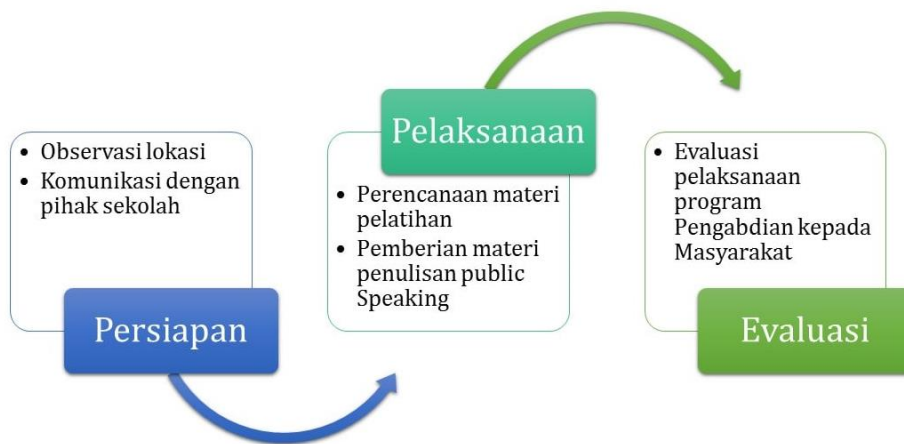 • Observasi lokasi
• Komunikasi dengan
pihak sekolah
Persiapan
Pelaksanaan
• Perencanaan materi
pelatihan
• Pemberian materi
penulisan public
Speaking
• Evaluasi
pelaksanaan
program
Pengabdian kepada
Masyarakat
Evaluasi